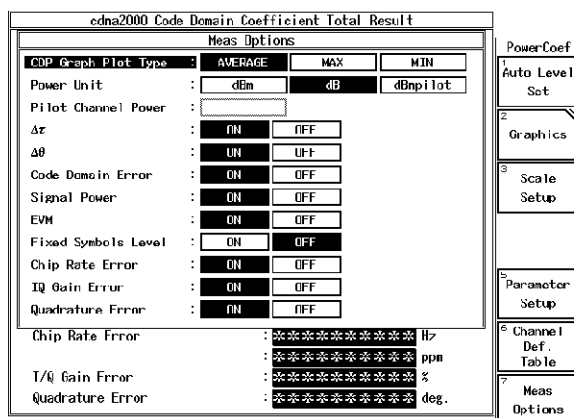 cdma2000 Code Domain Coefficient Total Result
Meas Options
CDP Graph Plot Type : AVERAGE MAX MIN
Power Unit : dBm dB dBmpilot
Pilot Channel Power :
Δτ : ON OFF
Δθ : ON OFF
Code Domain Error : ON OFF
Signal Power : ON OFF
EVM : ON OFF
Fixed Symbols Level : ON OFF
Chip Rate Error : ON OFF
IQ Gain Error : ON OFF
Quadrature Error : ON OFF
Chip Rate Error : ********** Hz
: ********** ppm
I/Q Gain Error : ********** %
Quadrature Error : ********** deg.
PowerCoef
1
Auto Level
Set
2
Graphics
3
Scale
Setup
5
Parameter
Setup
6 Channel
Def.
Table
7
Meas
Options